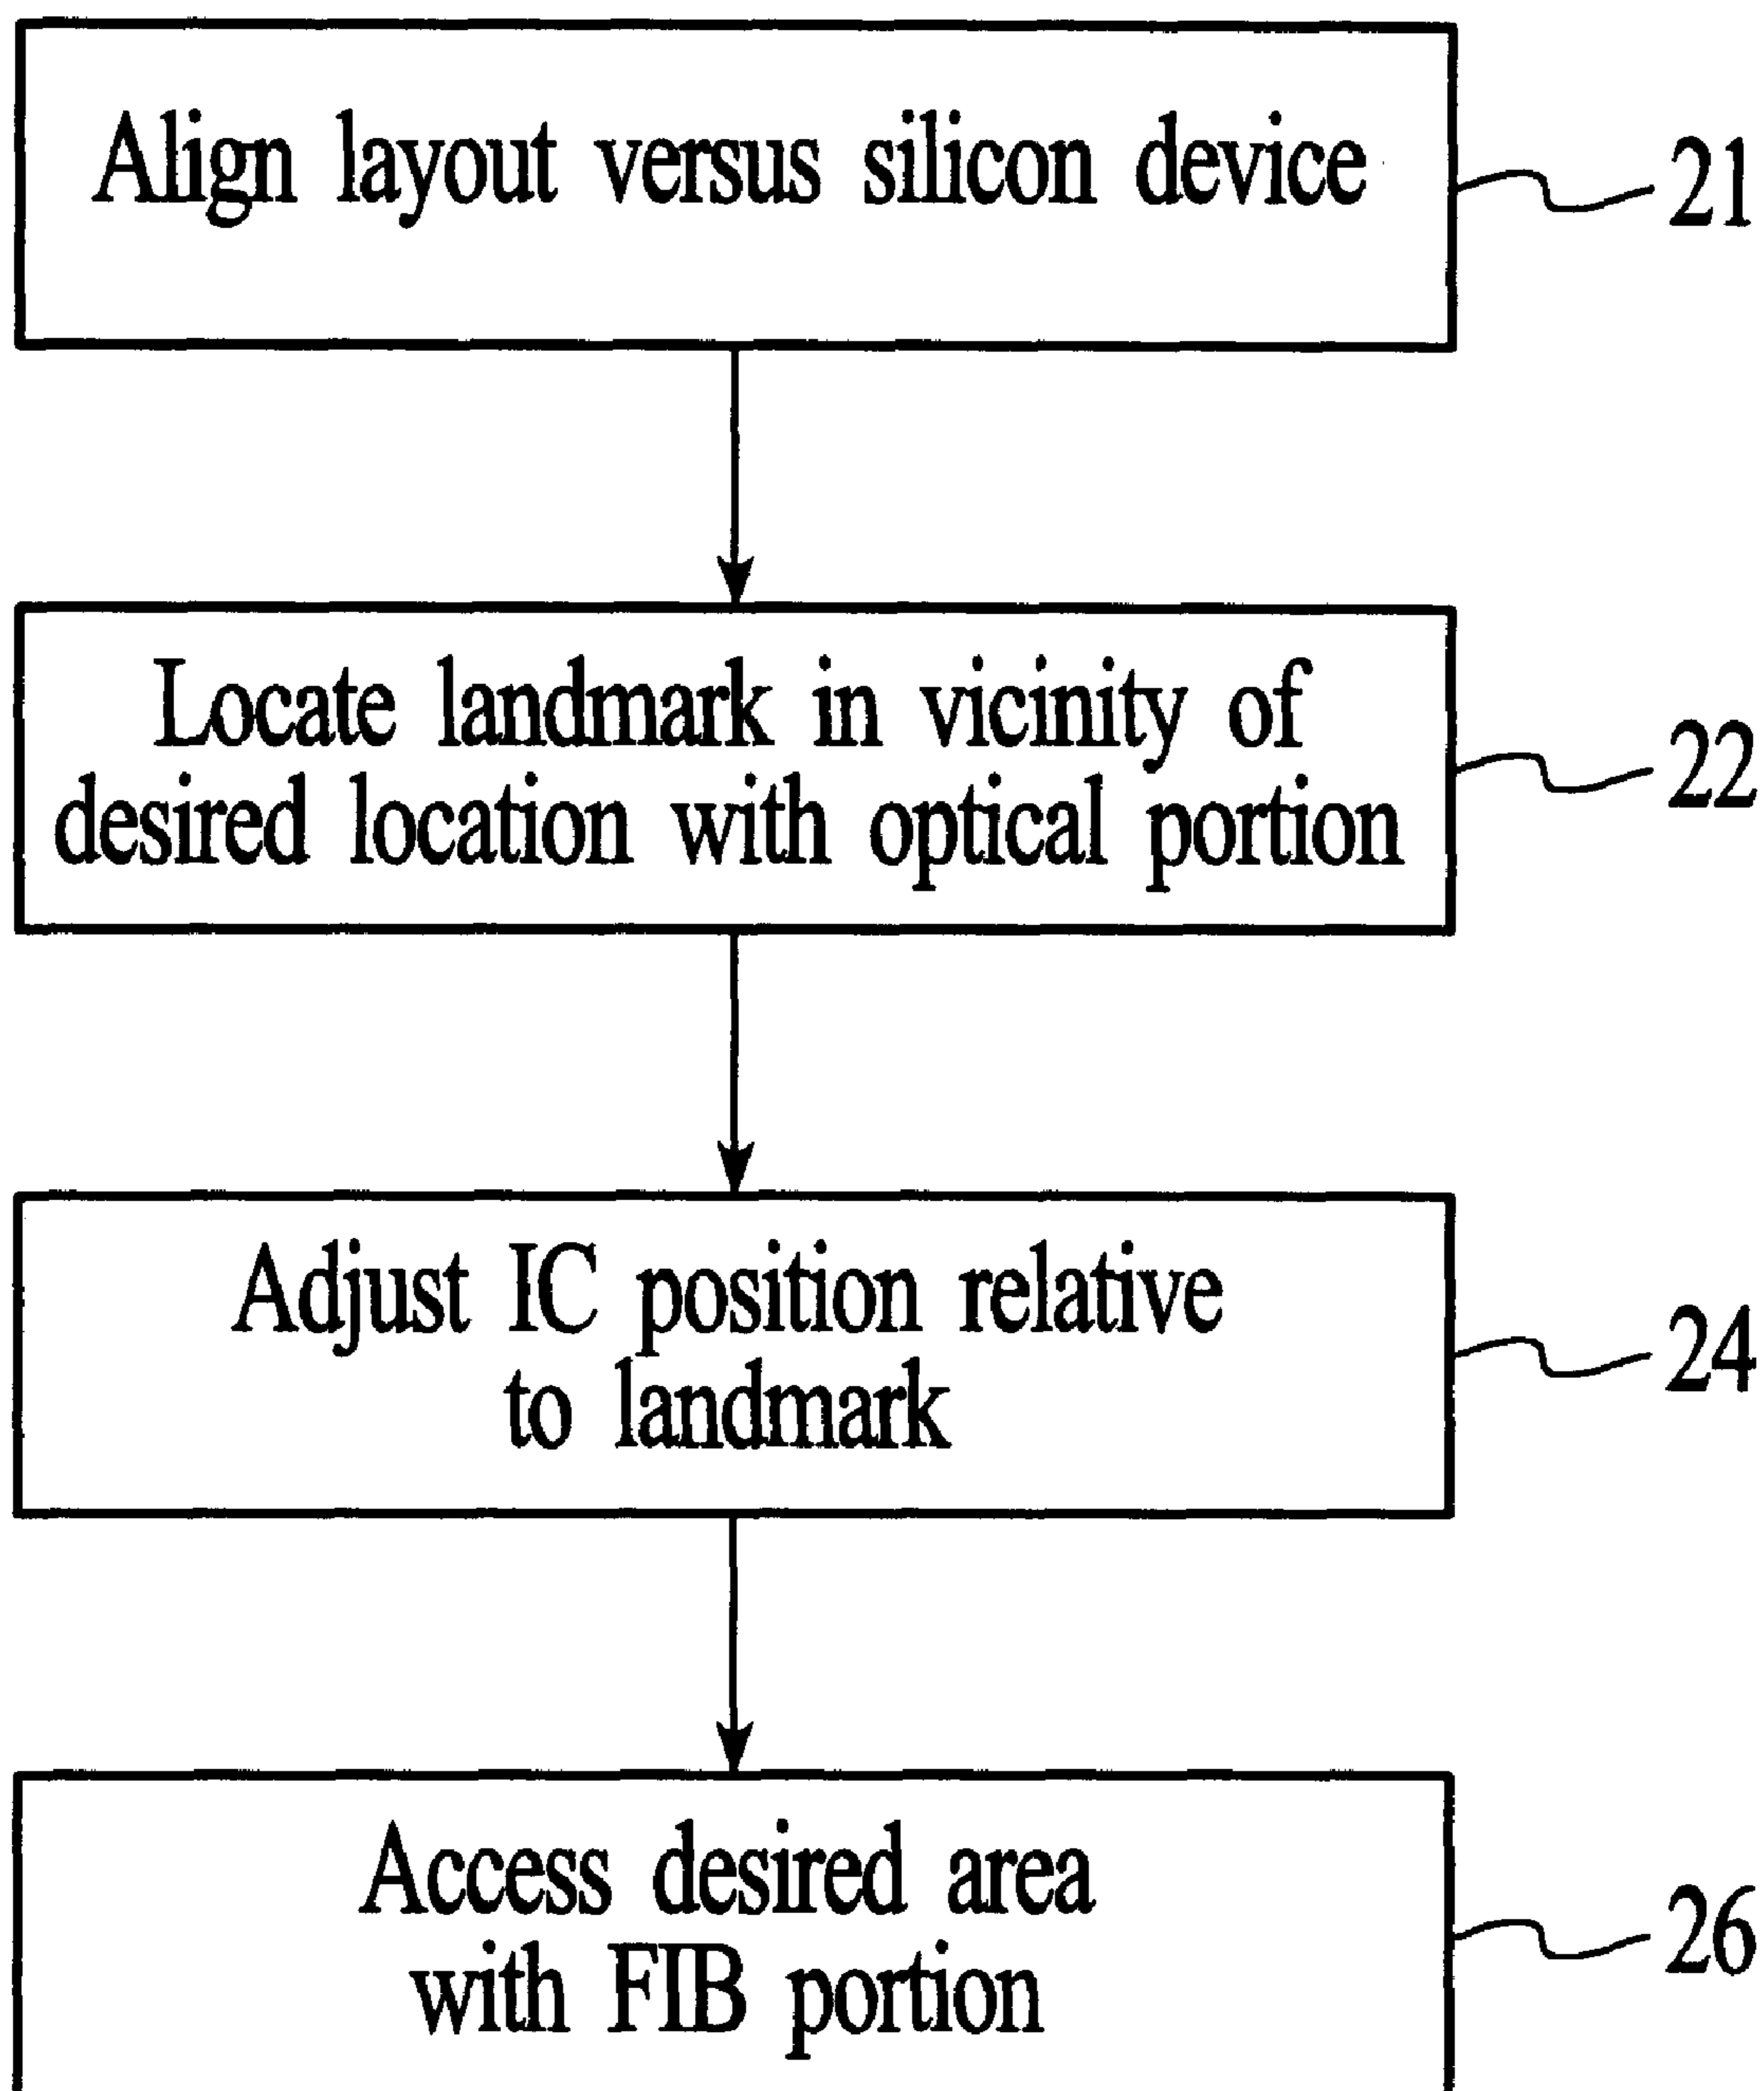 Align layout versus silicon device
21
Locate landmark in vicinity of
desired location with optical portion
22
Adjust IC position relative
to landmark
24
Access desired area
with FIB portion
26